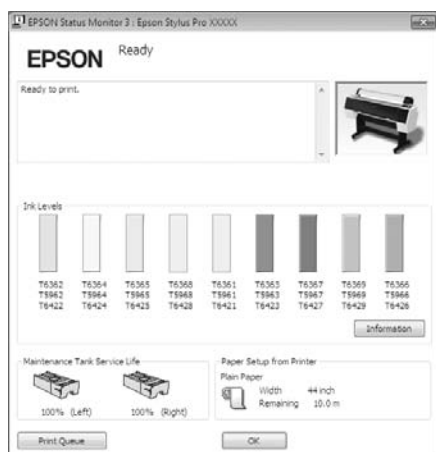 EPSON Status Monitor 3 : Epson Stylus Pro XXXXX
EPSON
Ready
Ready to print.
Ink Levels
T6362 T6364 T6365 T6368 T6361 T6363 T6367 T6369 T6366
T5962 T5964 T5965 T5968 T5961 T5963 T5967 T5969 T5966
T6422 T6424 T6425 T6428 T6421 T6423 T6427 T6429 T6426
Information
Maintenance Tank Service Life
100% (Left) 100% (Right)
Paper Setup from Printer
Plain Paper
Width 44 inch
Remaining 10.0 m
Print Queue
OK